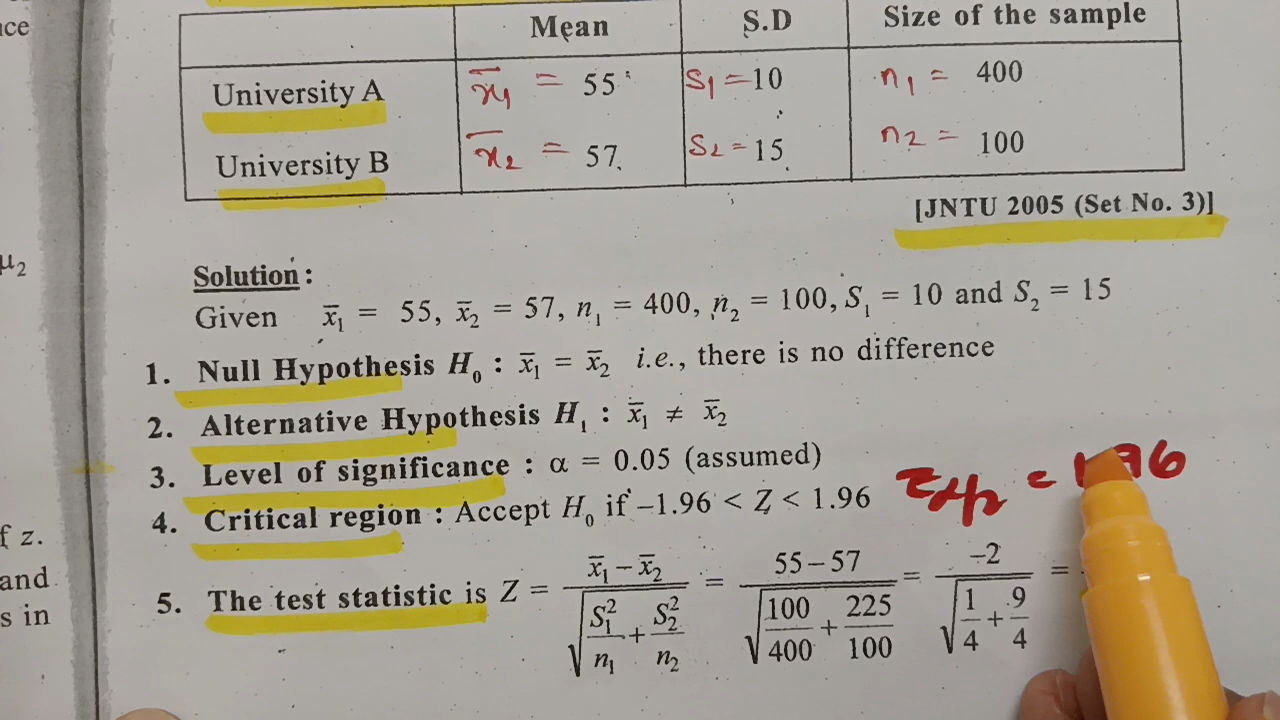 nce
Mean S.D Size of the sample
University A x̄₁ = 55 S₁ = 10 n₁ = 400
University B x̄₂ = 57. S₂ = 15 n₂ = 100
[JNTU 2005 (Set No. 3)]
μ₂
Solution :
Given x̄₁ = 55, x̄₂ = 57, n₁ = 400, n₂ = 100, S₁ = 10 and S₂ = 15
1. Null Hypothesis H₀ : x̄₁ = x̄₂ i.e., there is no difference
2. Alternative Hypothesis H₁ : x̄₁ ≠ x̄₂
3. Level of significance : α = 0.05 (assumed)
4. Critical region : Accept H₀ if –1.96 < Z < 1.96
f z.
and
s in
5. The test statistic is Z = (x̄₁ – x̄₂) / √(S₁²/n₁ + S₂²/n₂) = (55 – 57) / √(100/400 + 225/100) = –2 / √(1/4 + 9/4) =